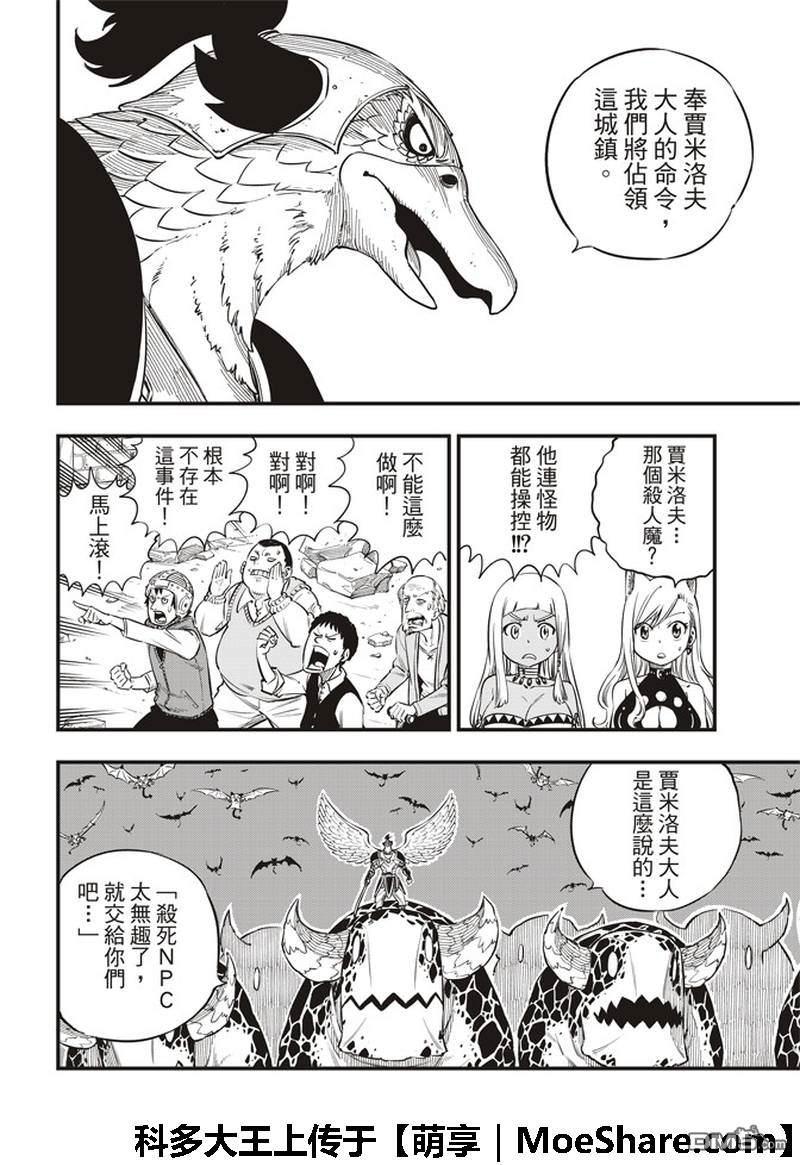 奉賈米洛夫
大人的命令，
我們將佔領
這城鎮。
賈米洛夫…
那個殺人魔？
他連怪物
都能操控
!!?
不能這麼
做啊！
對啊！
對啊！
根本
不存在
這事件！
馬上滾！
賈米洛夫大人
是這麼說的…
「殺死NPC
太無趣了，
就交給你們
吧…」
科多大王上传于【萌享｜MoeShare.com】